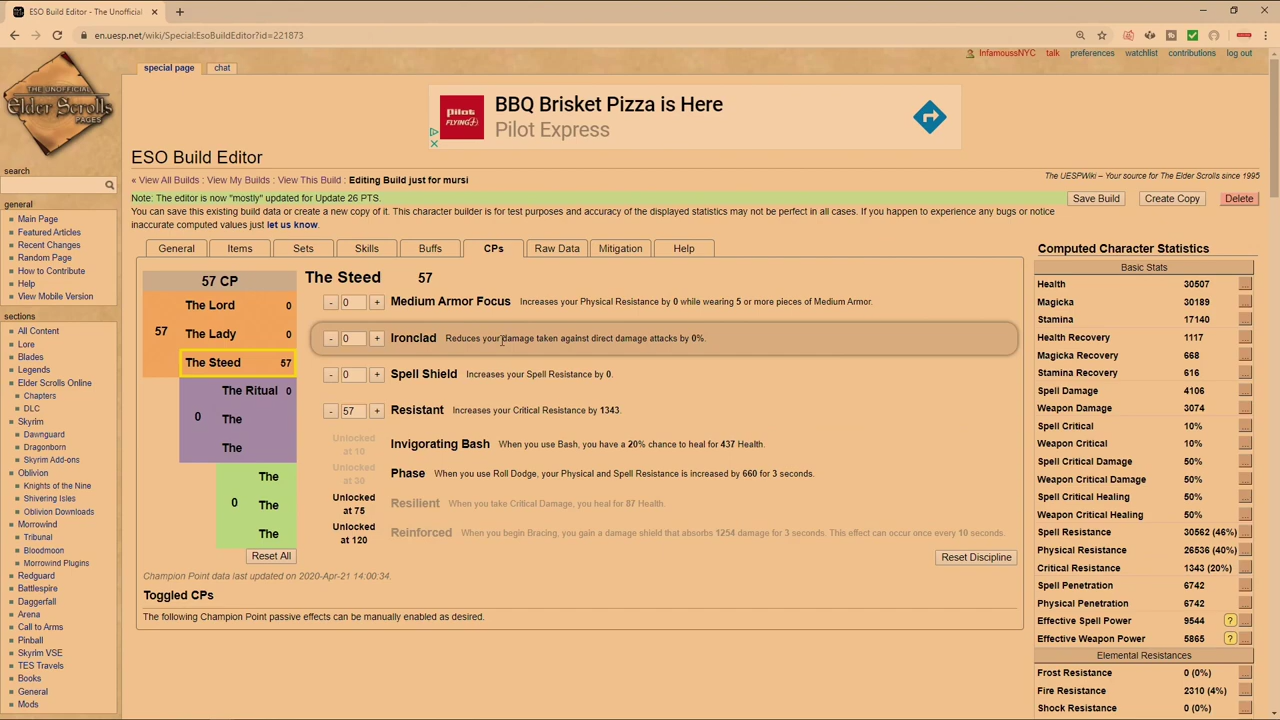 ESO Build Editor - The Unofficial
en.uesp.net/wiki/Special:EsoBuildEditor?id=221873
InfamoussNYC talk preferences watchlist contributions log out
special page chat
THE UNOFFICIAL
Elder Scrolls
PAGES
Pilot
FLYING J
BBQ Brisket Pizza is Here
Pilot Express
ESO Build Editor
The UESPWiki – Your source for The Elder Scrolls since 1995
« View All Builds : View My Builds : View This Build : Editing Build just for mursi
Note: The editor is now "mostly" updated for Update 26 PTS.
You can save this existing build data or create a new copy of it. This character builder is for test purposes and accuracy of the displayed statistics may not be perfect in all cases. If you happen to experience any bugs or notice
inaccurate computed values just let us know.
Save Build Create Copy Delete
General Items Sets Skills Buffs CPs Raw Data Mitigation Help
57 CP
57
The Lord 0
The Lady 0
The Steed 57
0
The Ritual 0
The
The
0
The
The
The
Reset All
The Steed 57
- 0 + Medium Armor Focus Increases your Physical Resistance by 0 while wearing 5 or more pieces of Medium Armor.
- 0 + Ironclad Reduces your damage taken against direct damage attacks by 0%.
- 0 + Spell Shield Increases your Spell Resistance by 0.
- 57 + Resistant Increases your Critical Resistance by 1343.
Unlocked
at 10
Invigorating Bash When you use Bash, you have a 20% chance to heal for 437 Health.
Unlocked
at 30
Phase When you use Roll Dodge, your Physical and Spell Resistance is increased by 660 for 3 seconds.
Unlocked
at 75
Resilient When you take Critical Damage, you heal for 87 Health.
Unlocked
at 120
Reinforced When you begin Bracing, you gain a damage shield that absorbs 1254 damage for 3 seconds. This effect can occur once every 10 seconds.
Reset Discipline
Champion Point data last updated on 2020-Apr-21 14:00:34.
Toggled CPs
The following Champion Point passive effects can be manually enabled as desired.
search
general
Main Page
Featured Articles
Recent Changes
Random Page
How to Contribute
Help
View Mobile Version
sections
All Content
Lore
Blades
Legends
Elder Scrolls Online
Chapters
DLC
Skyrim
Dawnguard
Dragonborn
Skyrim Add-ons
Oblivion
Knights of the Nine
Shivering Isles
Oblivion Downloads
Morrowind
Tribunal
Bloodmoon
Morrowind Plugins
Redguard
Battlespire
Daggerfall
Arena
Call to Arms
Pinball
Skyrim VSE
TES Travels
Books
General
Mods
Computed Character Statistics
Basic Stats
Health 30507 ...
Magicka 30189 ...
Stamina 17140 ...
Health Recovery 1117 ...
Magicka Recovery 668 ...
Stamina Recovery 616 ...
Spell Damage 4106 ...
Weapon Damage 3074 ...
Spell Critical 10% ...
Weapon Critical 10% ...
Spell Critical Damage 50% ...
Weapon Critical Damage 50% ...
Spell Critical Healing 50% ...
Weapon Critical Healing 50% ...
Spell Resistance 30562 (46%) ...
Physical Resistance 26536 (40%) ...
Critical Resistance 1343 (20%) ...
Spell Penetration 6742 ...
Physical Penetration 6742 ...
Effective Spell Power 9544 ? ...
Effective Weapon Power 5865 ? ...
Elemental Resistances
Frost Resistance 0 (0%) ...
Fire Resistance 2310 (4%) ...
Shock Resistance 0 (0%) ...